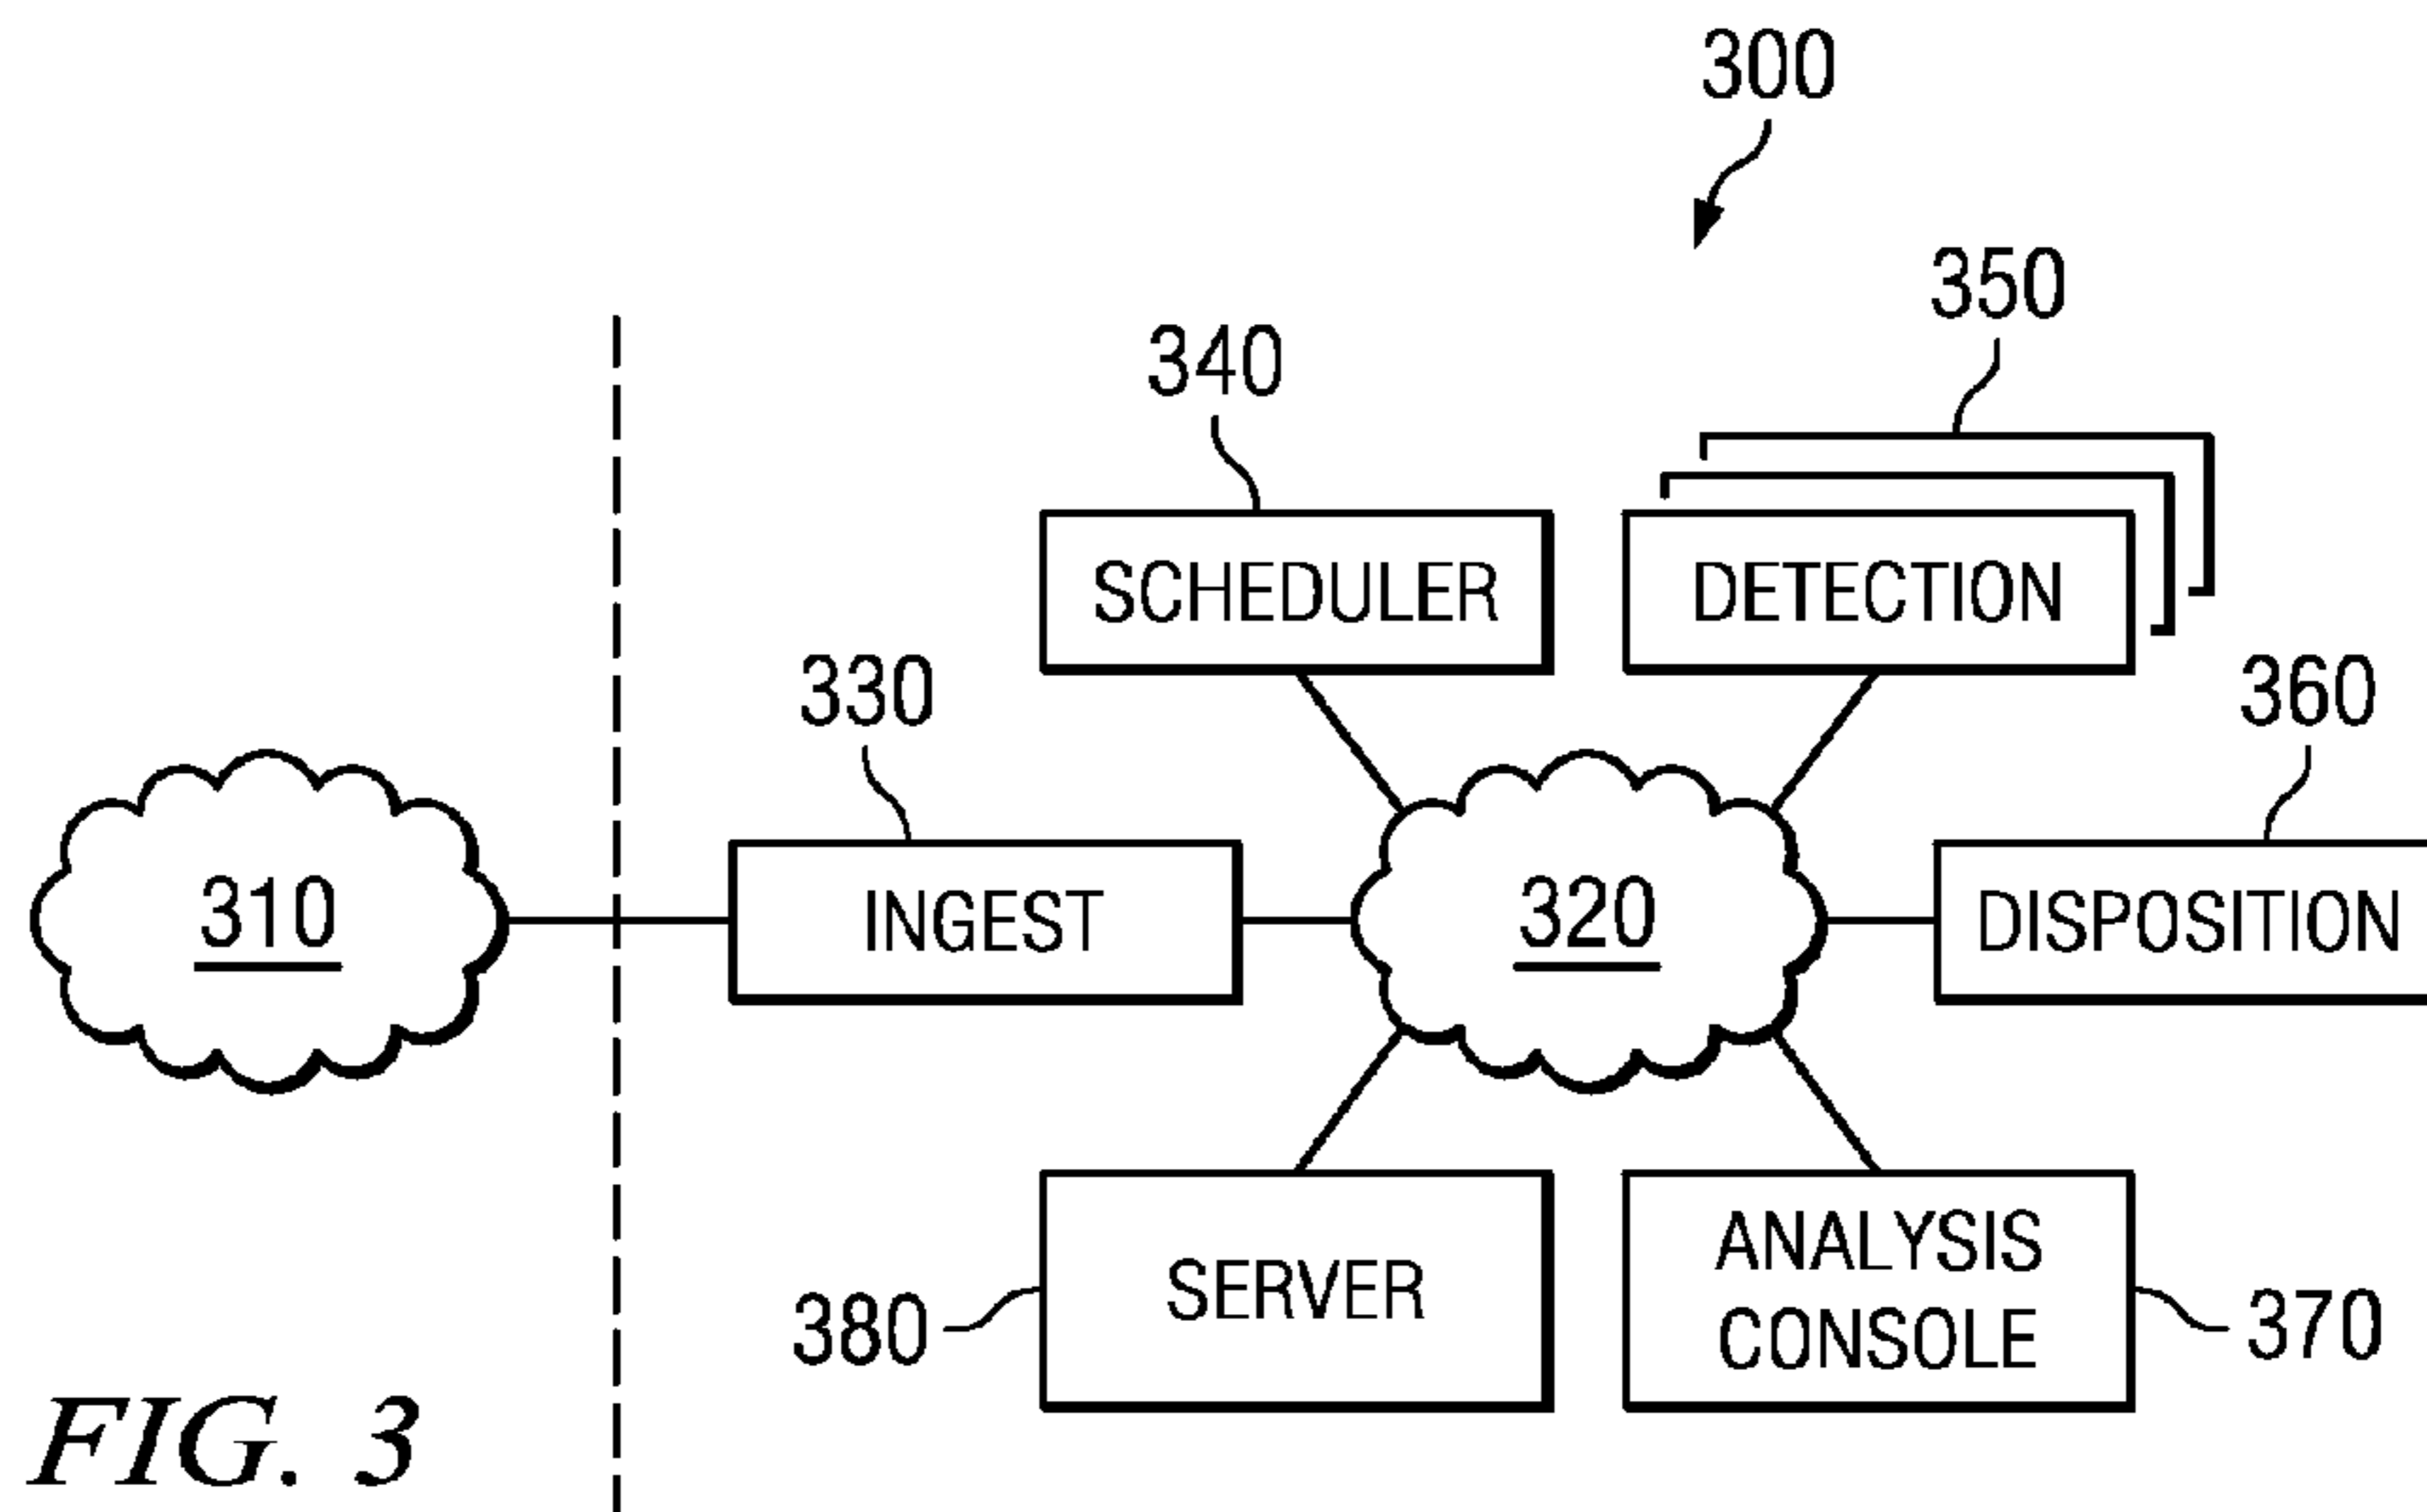 300
350
340
SCHEDULER
DETECTION
330
360
310
INGEST
320
DISPOSITION
SERVER
ANALYSIS
CONSOLE
380
370
FIG. 3